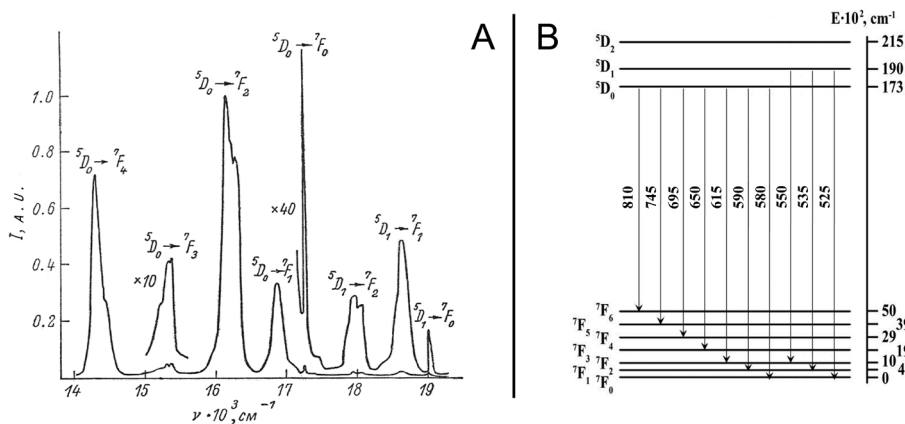 A
I, A. U.
1.0
0.8
0.6
0.4
0.2
⁵D₀→⁷F₄
⁵D₀→⁷F₃
×10
⁵D₀→⁷F₂
⁵D₀→⁷F₁
⁵D₀→⁷F₀
×40
⁵D₁→⁷F₂
⁵D₁→⁷F₁
⁵D₁→⁷F₀
14 15 16 17 18 19
ν·10³, см⁻¹
B
E·10², cm⁻¹
⁵D₂ 215
⁵D₁ 190
⁵D₀ 173
810 745 695 650 615 590 580 550 535 525
⁷F₆ 50
⁷F₅ 39
⁷F₄ 29
⁷F₃ 19
⁷F₂ 10
⁷F₁ 4
⁷F₀ 0